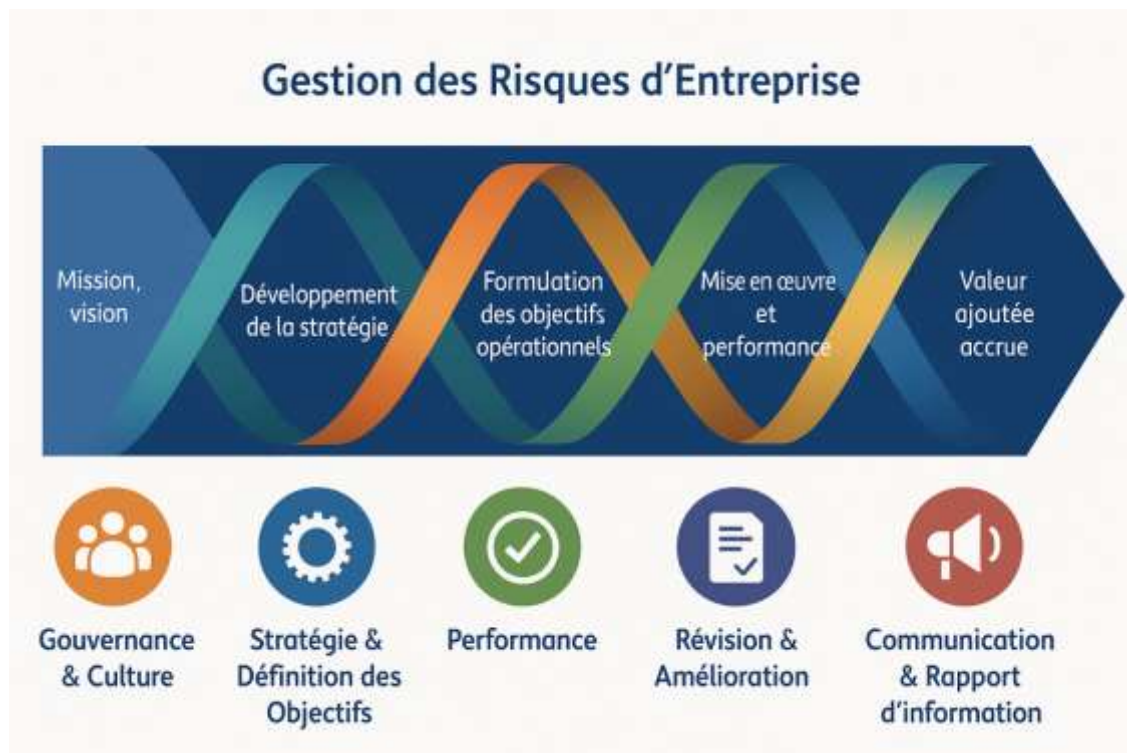 Gestion des Risques d'Entreprise
Mission,
vision
Développement
de la stratégie
Formulation
des objectifs
opérationnels
Mise en œuvre
et
performance
Valeur
ajoutée
accrue
Gouvernance
& Culture
Stratégie &
Définition des
Objectifs
Performance
Révision &
Amélioration
Communication
& Rapport
d'information